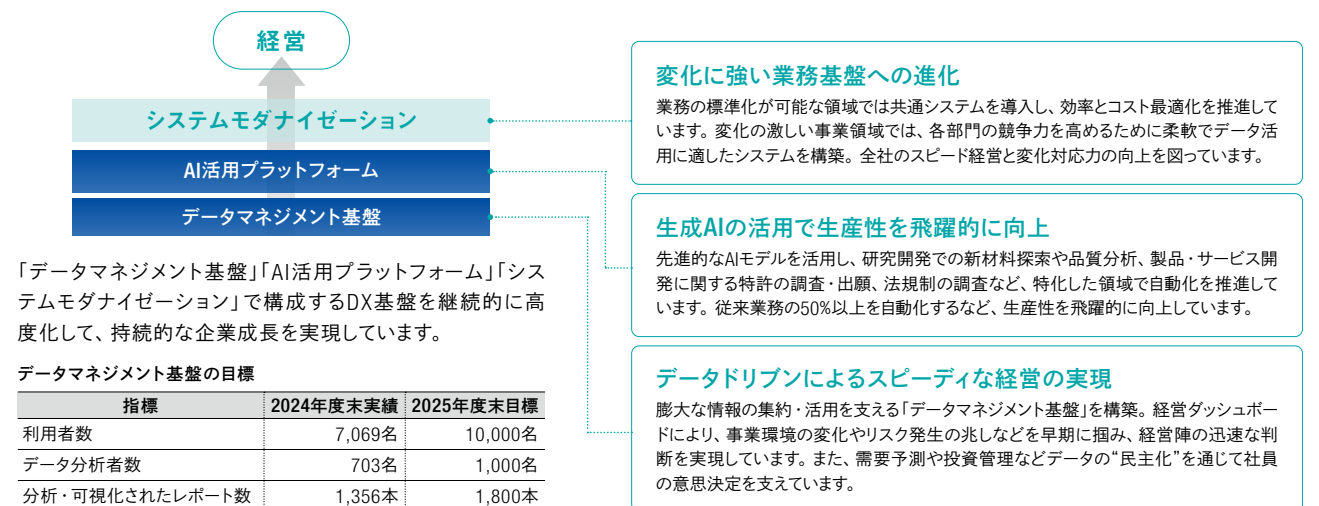 経営
システムモダナイゼーション
AI活用プラットフォーム
データマネジメント基盤
「データマネジメント基盤」「AI活用プラットフォーム」「シス
テムモダナイゼーション」で構成するDX基盤を継続的に高
度化して、持続的な企業成長を実現しています。
データマネジメント基盤の目標
指標 2024年度末実績 2025年度末目標
利用者数 7,069名 10,000名
データ分析者数 703名 1,000名
分析・可視化されたレポート数 1,356本 1,800本
変化に強い業務基盤への進化
業務の標準化が可能な領域では共通システムを導入し、効率とコスト最適化を推進して
います。変化の激しい事業領域では、各部門の競争力を高めるために柔軟でデータ活
用に適したシステムを構築。全社のスピード経営と変化対応力の向上を図っています。
生成AIの活用で生産性を飛躍的に向上
先進的なAIモデルを活用し、研究開発での新材料探索や品質分析、製品・サービス開
発に関する特許の調査・出願、法規制の調査など、特化した領域で自動化を推進して
います。従来業務の50%以上を自動化するなど、生産性を飛躍的に向上しています。
データドリブンによるスピーディな経営の実現
膨大な情報の集約・活用を支える「データマネジメント基盤」を構築。経営ダッシュボー
ドにより、事業環境の変化やリスク発生の兆しなどを早期に掴み、経営陣の迅速な判
断を実現しています。また、需要予測や投資管理などデータの“民主化”を通じて社員
の意思決定を支えています。